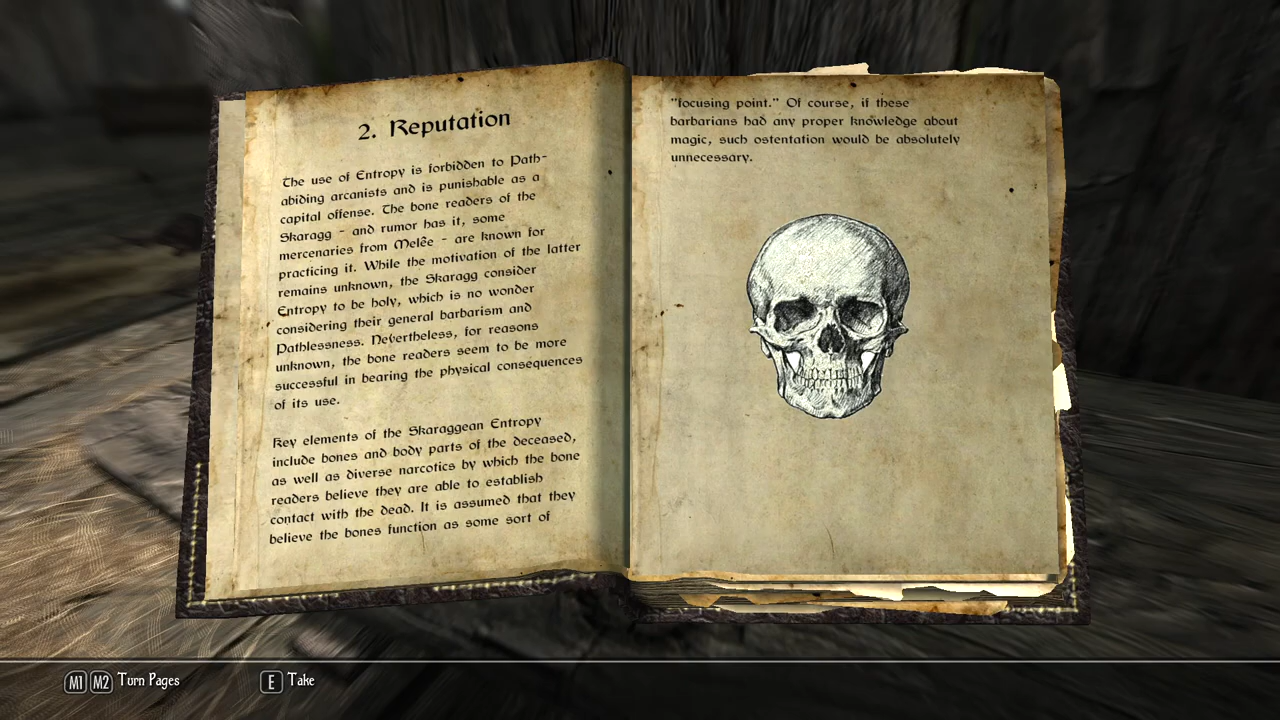 2. Reputation
The use of Entropy is forbidden to Path-
abiding arcanists and is punishable as a
capital offense. The bone readers of the
Skaragg - and rumor has it, some
mercenaries from Melêe - are known for
practicing it. While the motivation of the latter
remains unknown, the Skaragg consider
Entropy to be holy, which is no wonder
considering their general barbarism and
Pathlessness. Nevertheless, for reasons
unknown, the bone readers seem to be more
successful in bearing the physical consequences
of its use.
Key elements of the Skaraggean Entropy
include bones and body parts of the deceased,
as well as diverse narcotics by which the bone
readers believe they are able to establish
contact with the dead. It is assumed that they
believe the bones function as some sort of
"focusing point." Of course, if these
barbarians had any proper knowledge about
magic, such ostentation would be absolutely
unnecessary.
M1 M2 Turn Pages
E Take